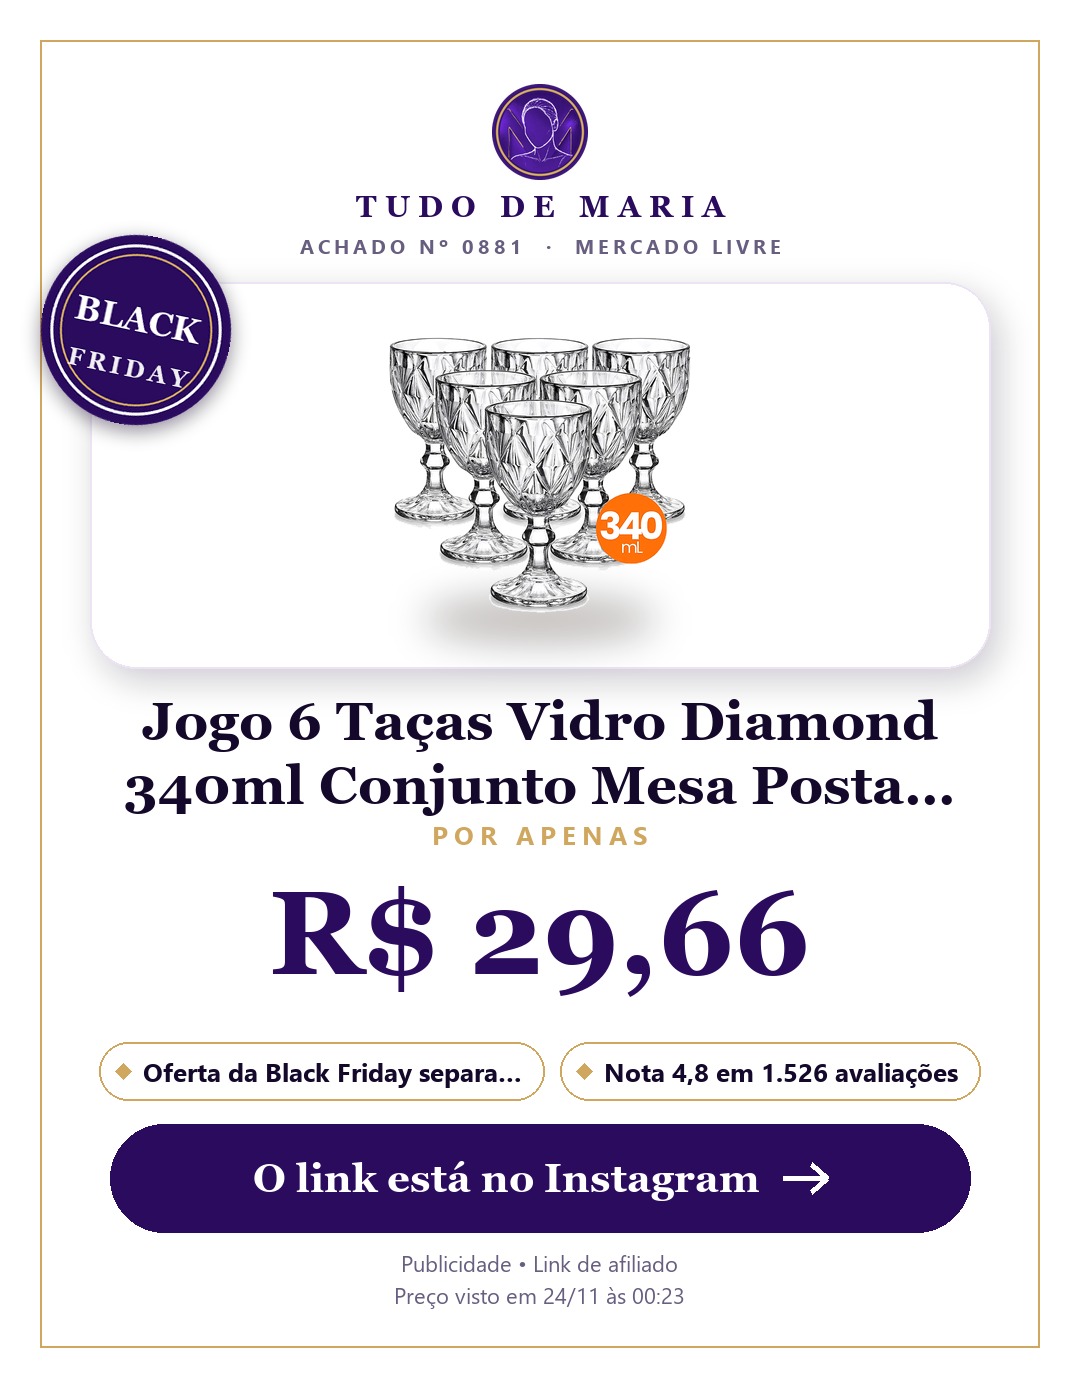 TUDO DE MARIA
ACHADO Nº 0881 · MERCADO LIVRE
BLACK
FRIDAY
340
mL
Jogo 6 Taças Vidro Diamond
340ml Conjunto Mesa Posta...
POR APENAS
R$ 29,66
Oferta da Black Friday separa...
Nota 4,8 em 1.526 avaliações
O link está no Instagram →
Publicidade • Link de afiliado
Preço visto em 24/11 às 00:23